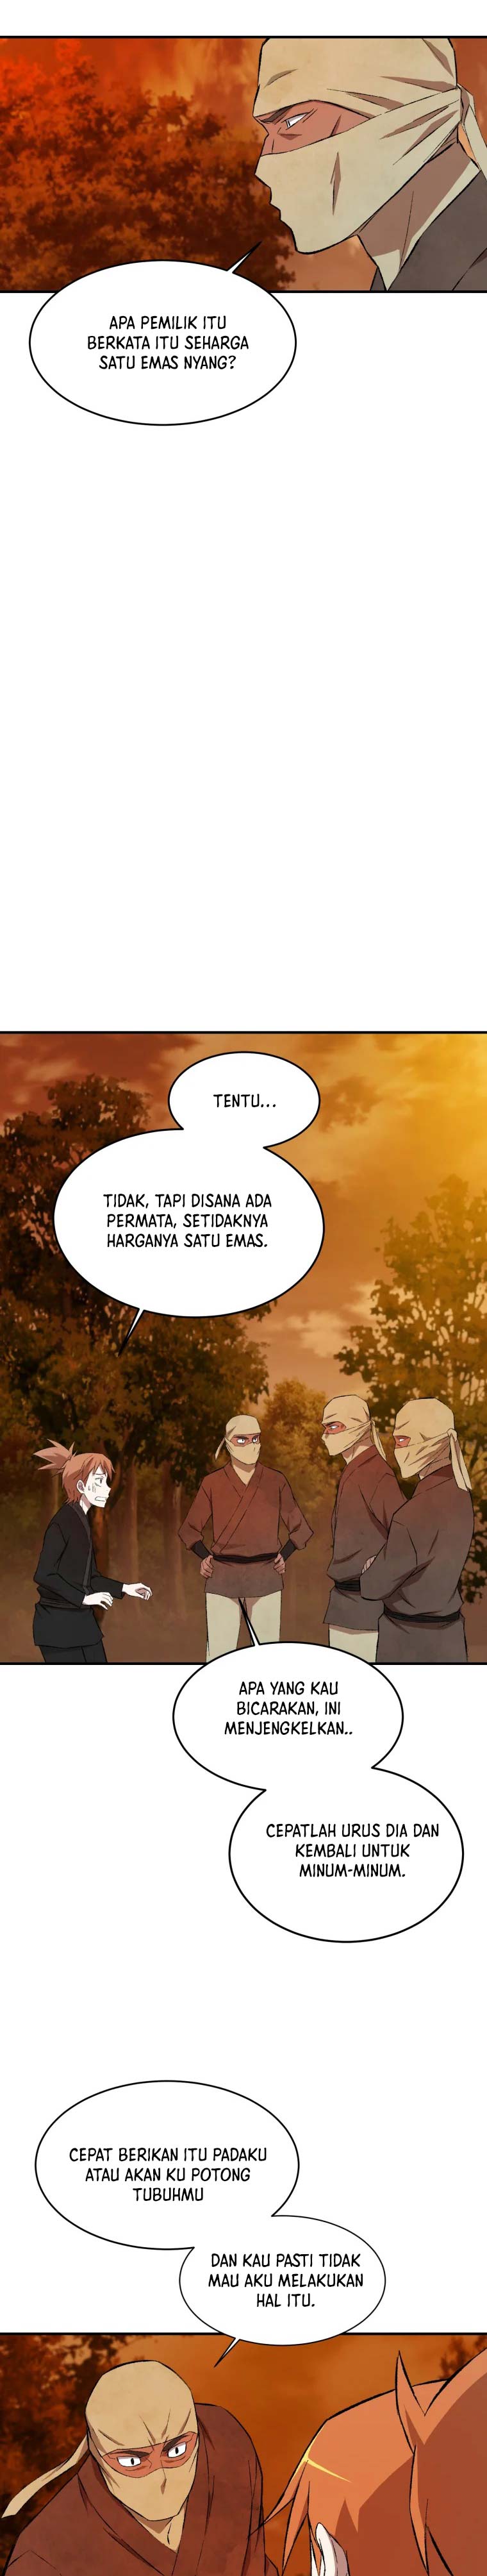 APA PEMILIK ITU
BERKATA ITU SEHARGA
SATU EMAS NYANG?
TENTU...
TIDAK, TAPI DISANA ADA
PERMATA, SETIDAKNYA
HARGANYA SATU EMAS.
APA YANG KAU
BICARAKAN, INI
MENJENGKELKAN..
CEPATLAH URUS DIA DAN
KEMBALI UNTUK
MINUM-MINUM.
CEPAT BERIKAN ITU PADAKU
ATAU AKAN KU POTONG
TUBUHMU
DAN KAU PASTI TIDAK
MAU AKU MELAKUKAN
HAL ITU.